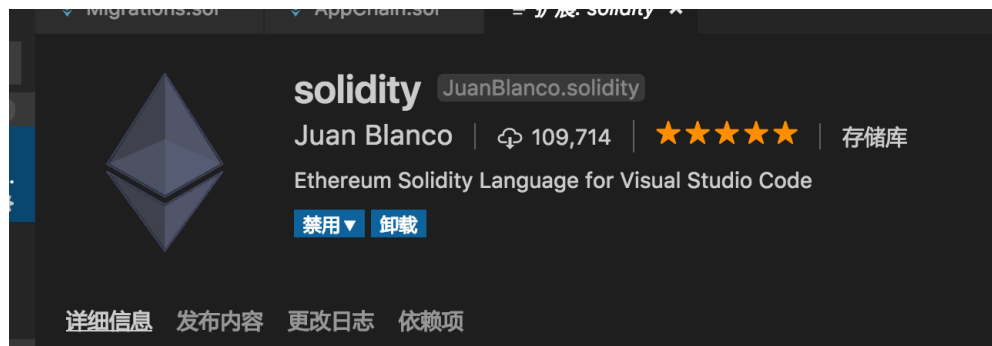 Migrations.sol AppChain.sol 扩展: solidity
solidity JuanBlanco.solidity
Juan Blanco 109,714 存储库
Ethereum Solidity Language for Visual Studio Code
禁用 卸载
详细信息 发布内容 更改日志 依赖项